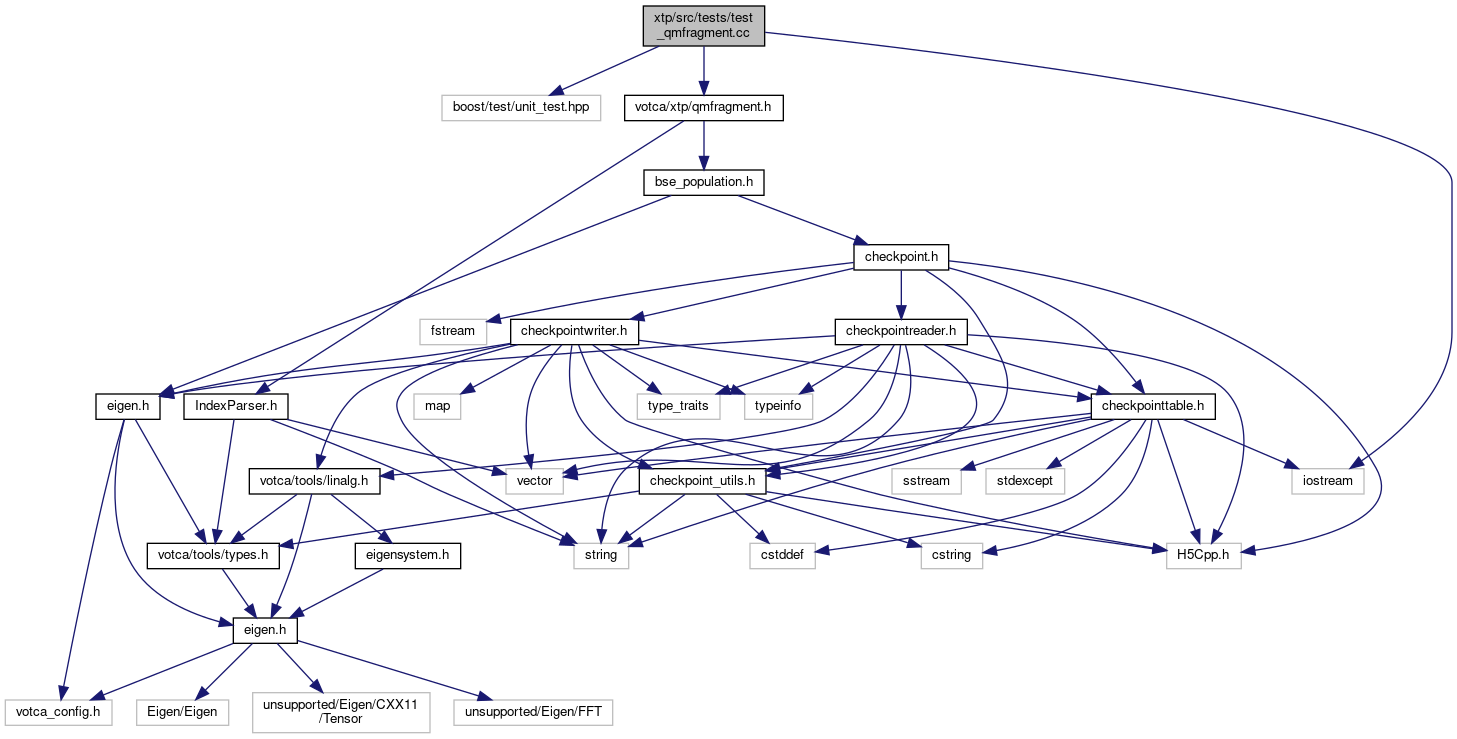 xtp/src/tests/test
_qmfragment.cc
boost/test/unit_test.hpp
votca/xtp/qmfragment.h
bse_population.h
checkpoint.h
fstream
checkpointwriter.h
checkpointreader.h
eigen.h
IndexParser.h
map
type_traits
typeinfo
checkpointtable.h
votca/tools/linalg.h
vector
checkpoint_utils.h
sstream
stdexcept
iostream
votca/tools/types.h
eigensystem.h
string
cstddef
cstring
H5Cpp.h
eigen.h
votca_config.h
Eigen/Eigen
unsupported/Eigen/CXX11
/Tensor
unsupported/Eigen/FFT